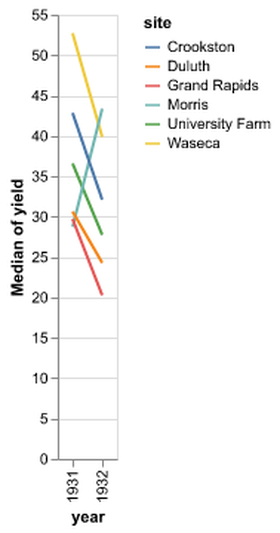 site
Crookston
Duluth
Grand Rapids
Morris
University Farm
Waseca
Median of yield
55
50
45
40
35
30
25
20
15
10
5
0
1931
1932
year